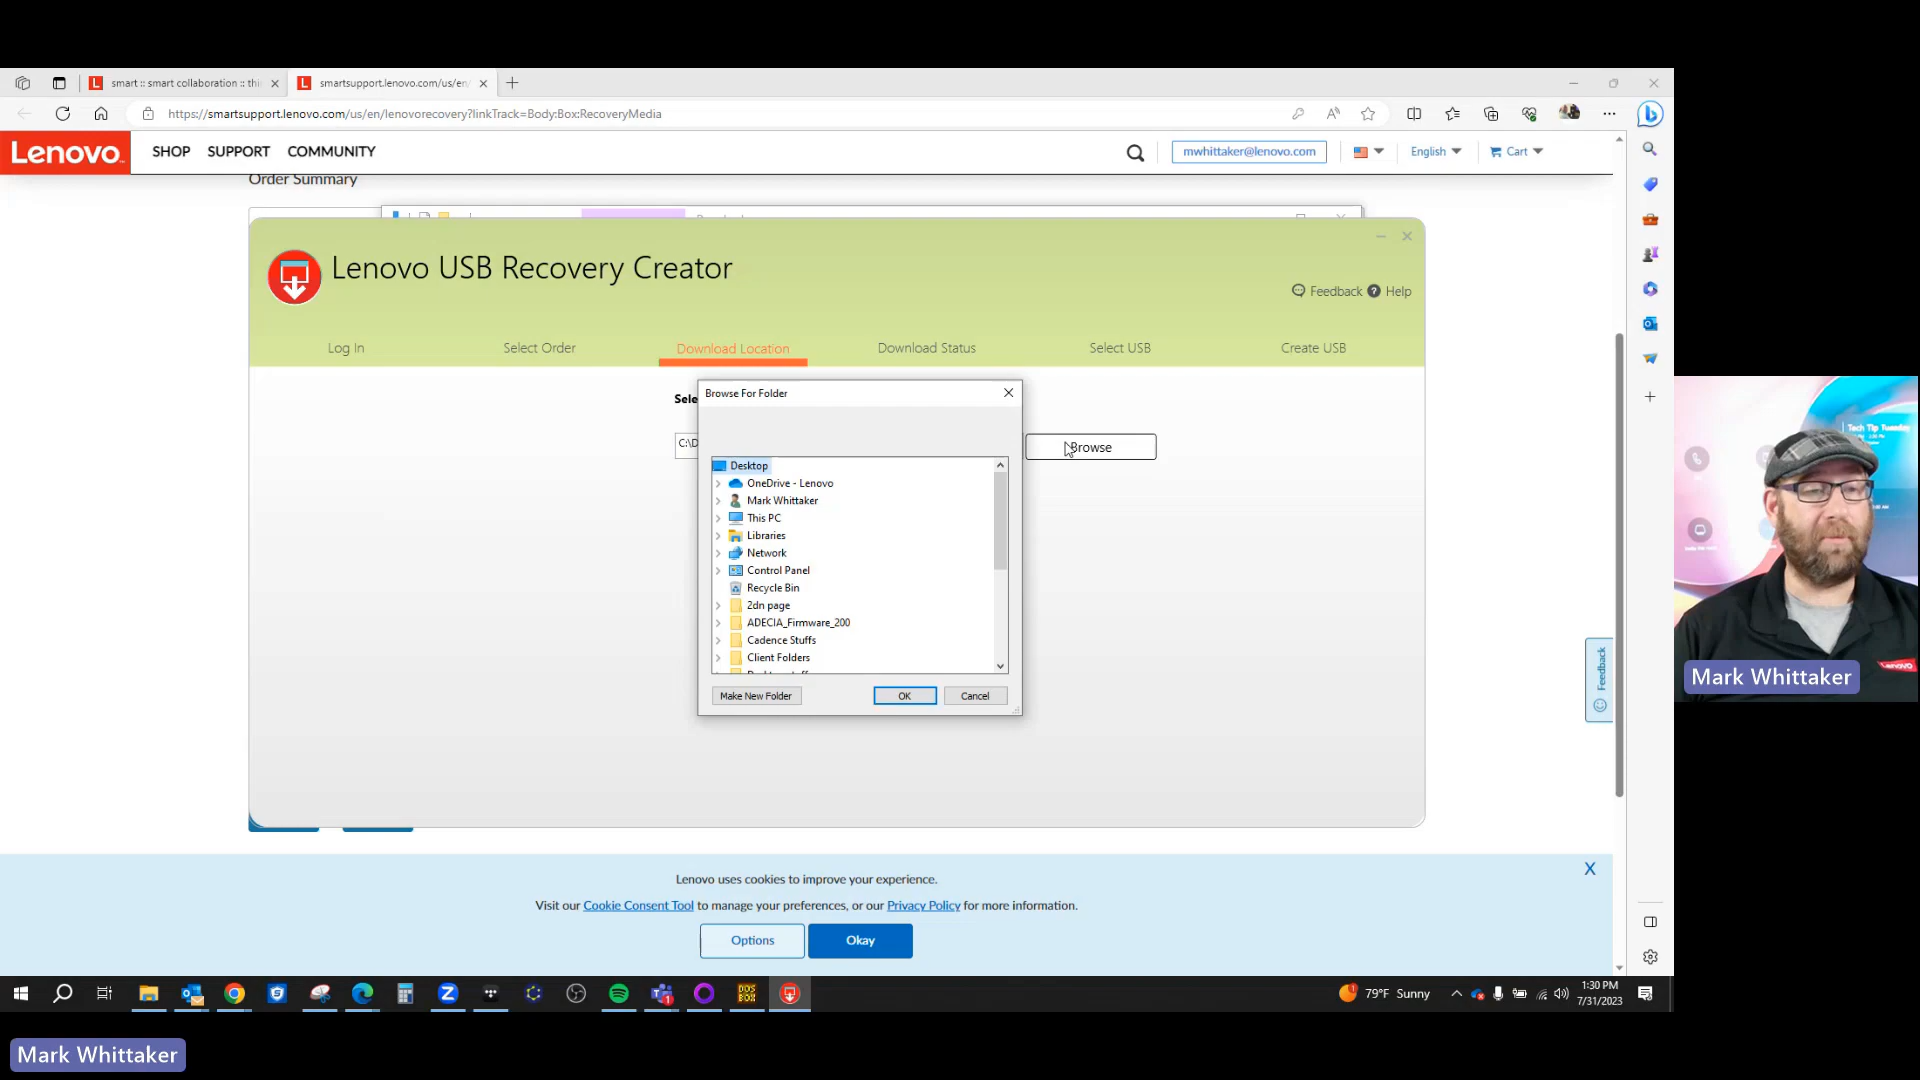 smart :: smart collaboration :: thi
smartsupport.lenovo.com/us/en/
https://smartsupport.lenovo.com/us/en/lenovorecovery?linkTrack=Body:Box:RecoveryMedia
Lenovo
SHOP
SUPPORT
COMMUNITY
mwhittaker@lenovo.com
English
Cart
Order Summary
Lenovo USB Recovery Creator
Feedback
Help
Log In
Select Order
Download Location
Download Status
Select USB
Create USB
Sele
C:\D
Browse
Browse For Folder
Desktop
OneDrive - Lenovo
Mark Whittaker
This PC
Libraries
Network
Control Panel
Recycle Bin
2dn page
ADECIA_Firmware_200
Cadence Stuffs
Client Folders
Make New Folder
OK
Cancel
Feedback
Tech Tip Tuesday
Lenovo
Mark Whittaker
Lenovo uses cookies to improve your experience.
Visit our Cookie Consent Tool to manage your preferences, or our Privacy Policy for more information.
Options
Okay
X
79°F Sunny
1:30 PM
7/31/2023
Mark Whittaker